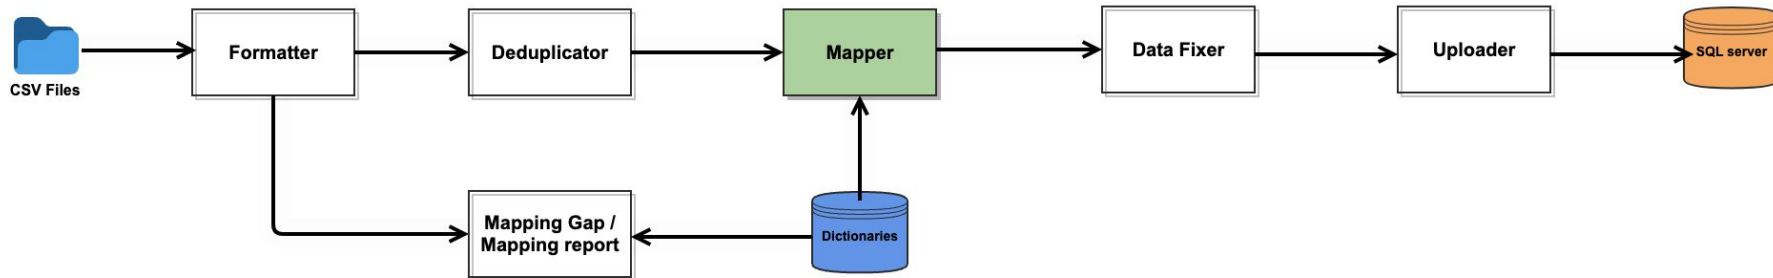 CSV Files
Formatter
Deduplicator
Mapper
Data Fixer
Uploader
SQL server
Mapping Gap /
Mapping report
Dictionaries